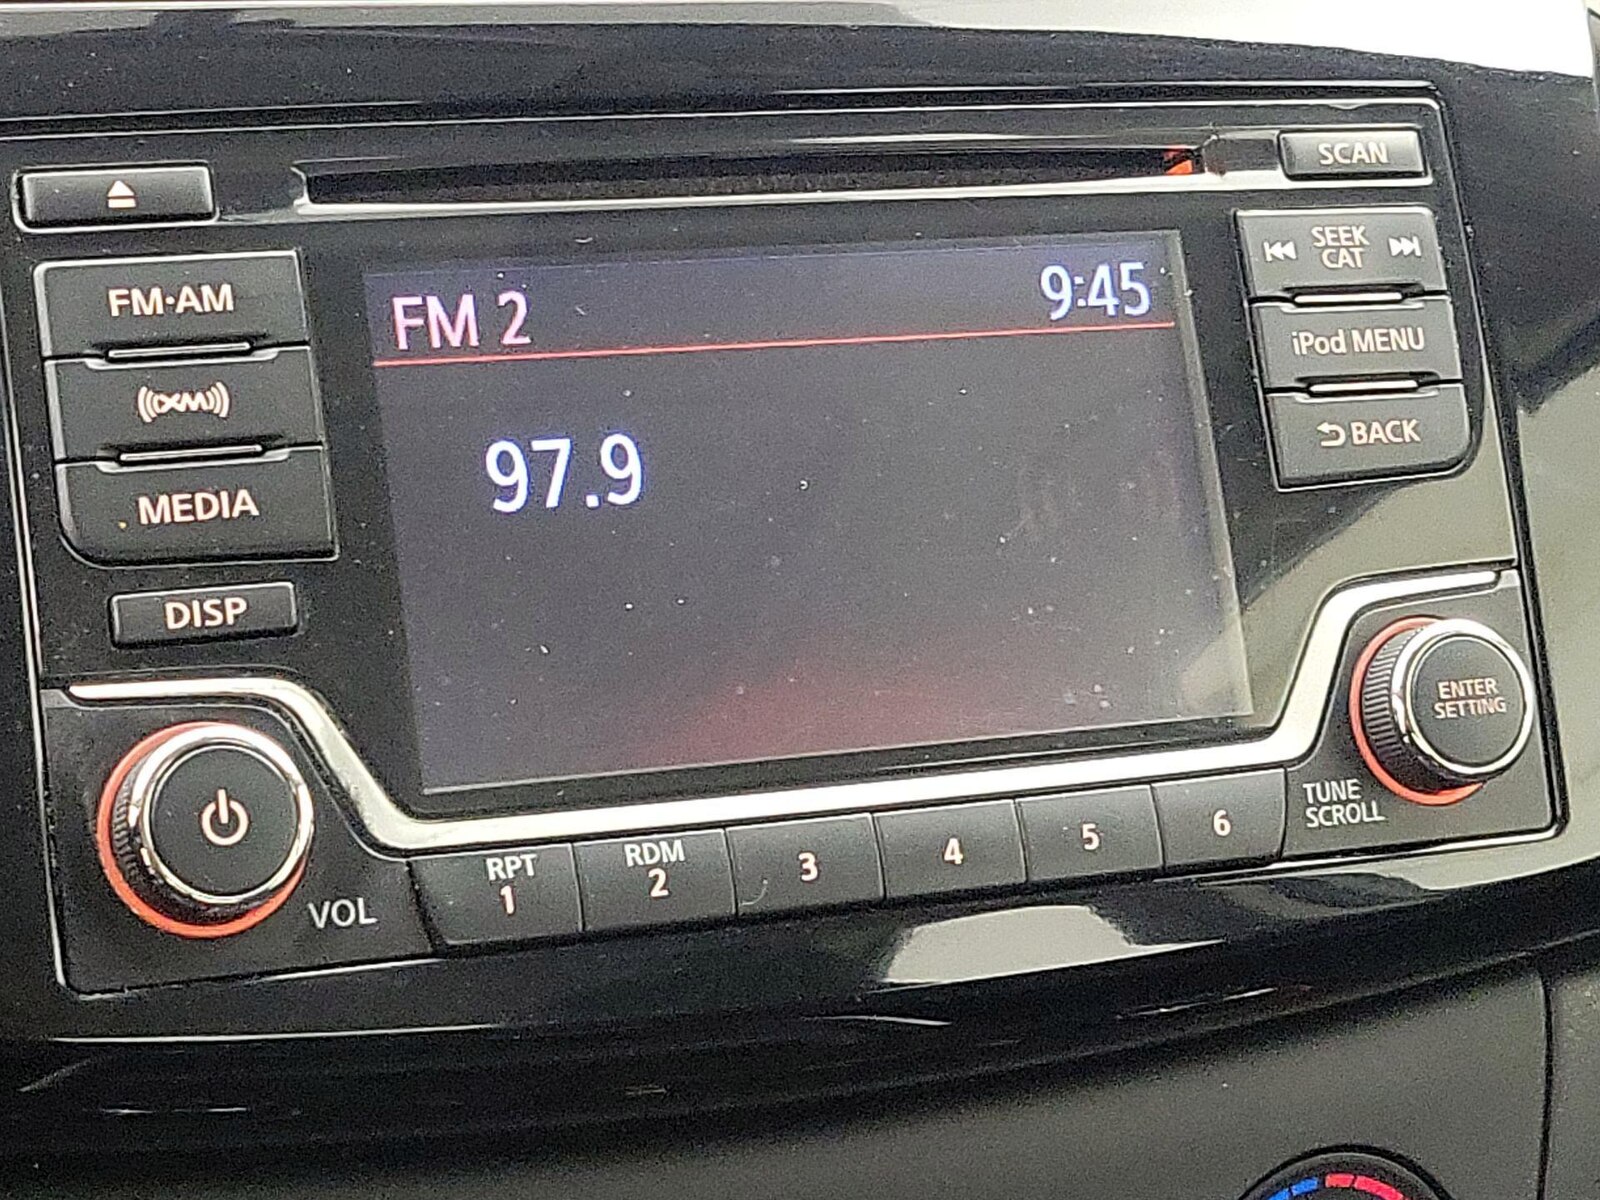 SCAN
FM•AM
FM 2
9:45
SEEK
CAT
XM
iPod MENU
97.9
BACK
MEDIA
DISP
ENTER
SETTING
TUNE
SCROLL
VOL
RPT
1
RDM
2
3
4
5
6